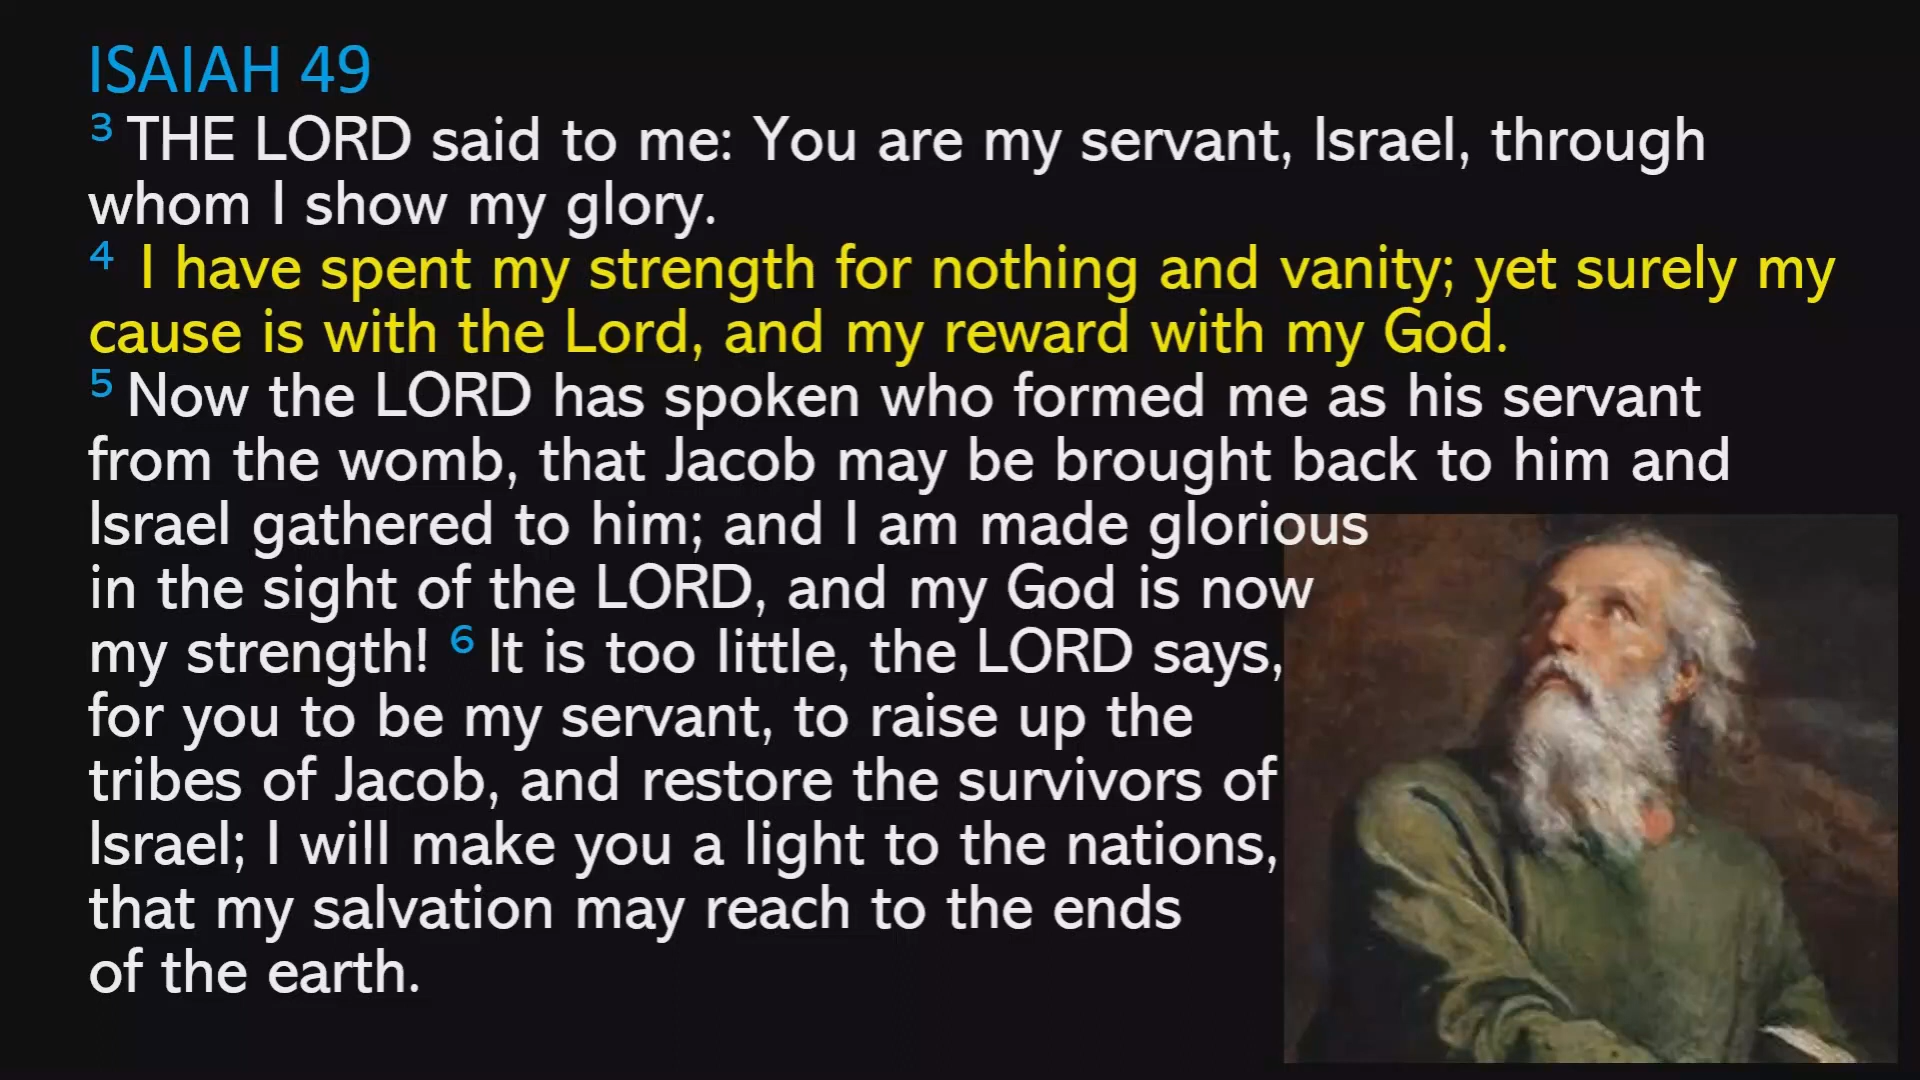 ISAIAH 49
3 THE LORD said to me: You are my servant, Israel, through
whom I show my glory.
4 I have spent my strength for nothing and vanity; yet surely my
cause is with the Lord, and my reward with my God.
5 Now the LORD has spoken who formed me as his servant
from the womb, that Jacob may be brought back to him and
Israel gathered to him; and I am made glorious
in the sight of the LORD, and my God is now
my strength! 6 It is too little, the LORD says,
for you to be my servant, to raise up the
tribes of Jacob, and restore the survivors of
Israel; I will make you a light to the nations,
that my salvation may reach to the ends
of the earth.